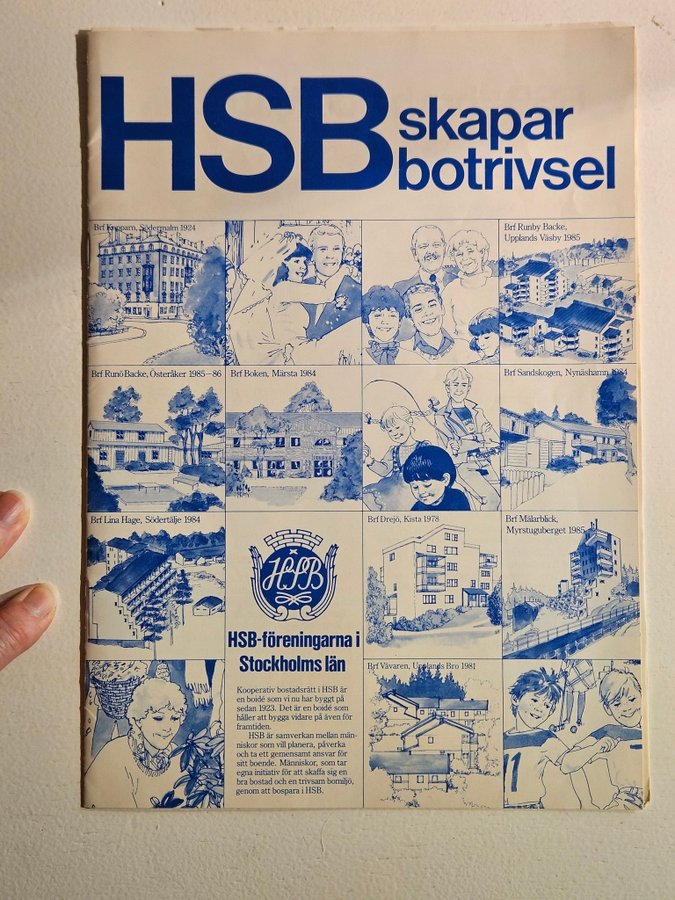 HSB skapar
botrivsel
Brf Kopparn, Södermalm 1924
Brf Runby Backe,
Upplands Väsby 1985
Brf Runö Backe, Österåker 1985–86
Brf Boken, Märsta 1984
Brf Sandskogen, Nynäshamn 1984
Brf Lina Hage, Södertälje 1984
HSB
HSB-föreningarna i
Stockholms län
Brf Drejö, Kista 1978
Brf Mälarblick,
Myrstuguberget 1985
Kooperativ bostadsrätt i HSB är
en boidé som vi nu har byggt på
sedan 1923. Det är en boidé som
håller att bygga vidare på även för
framtiden.
HSB är samverkan mellan män-
niskor som vill planera, påverka
och ta ett gemensamt ansvar för
sitt boende. Människor, som tar
egna initiativ för att skaffa sig en
bra bostad och en trivsam bomiljö,
genom att bospara i HSB.
Brf Vävaren, Upplands Bro 1981
11